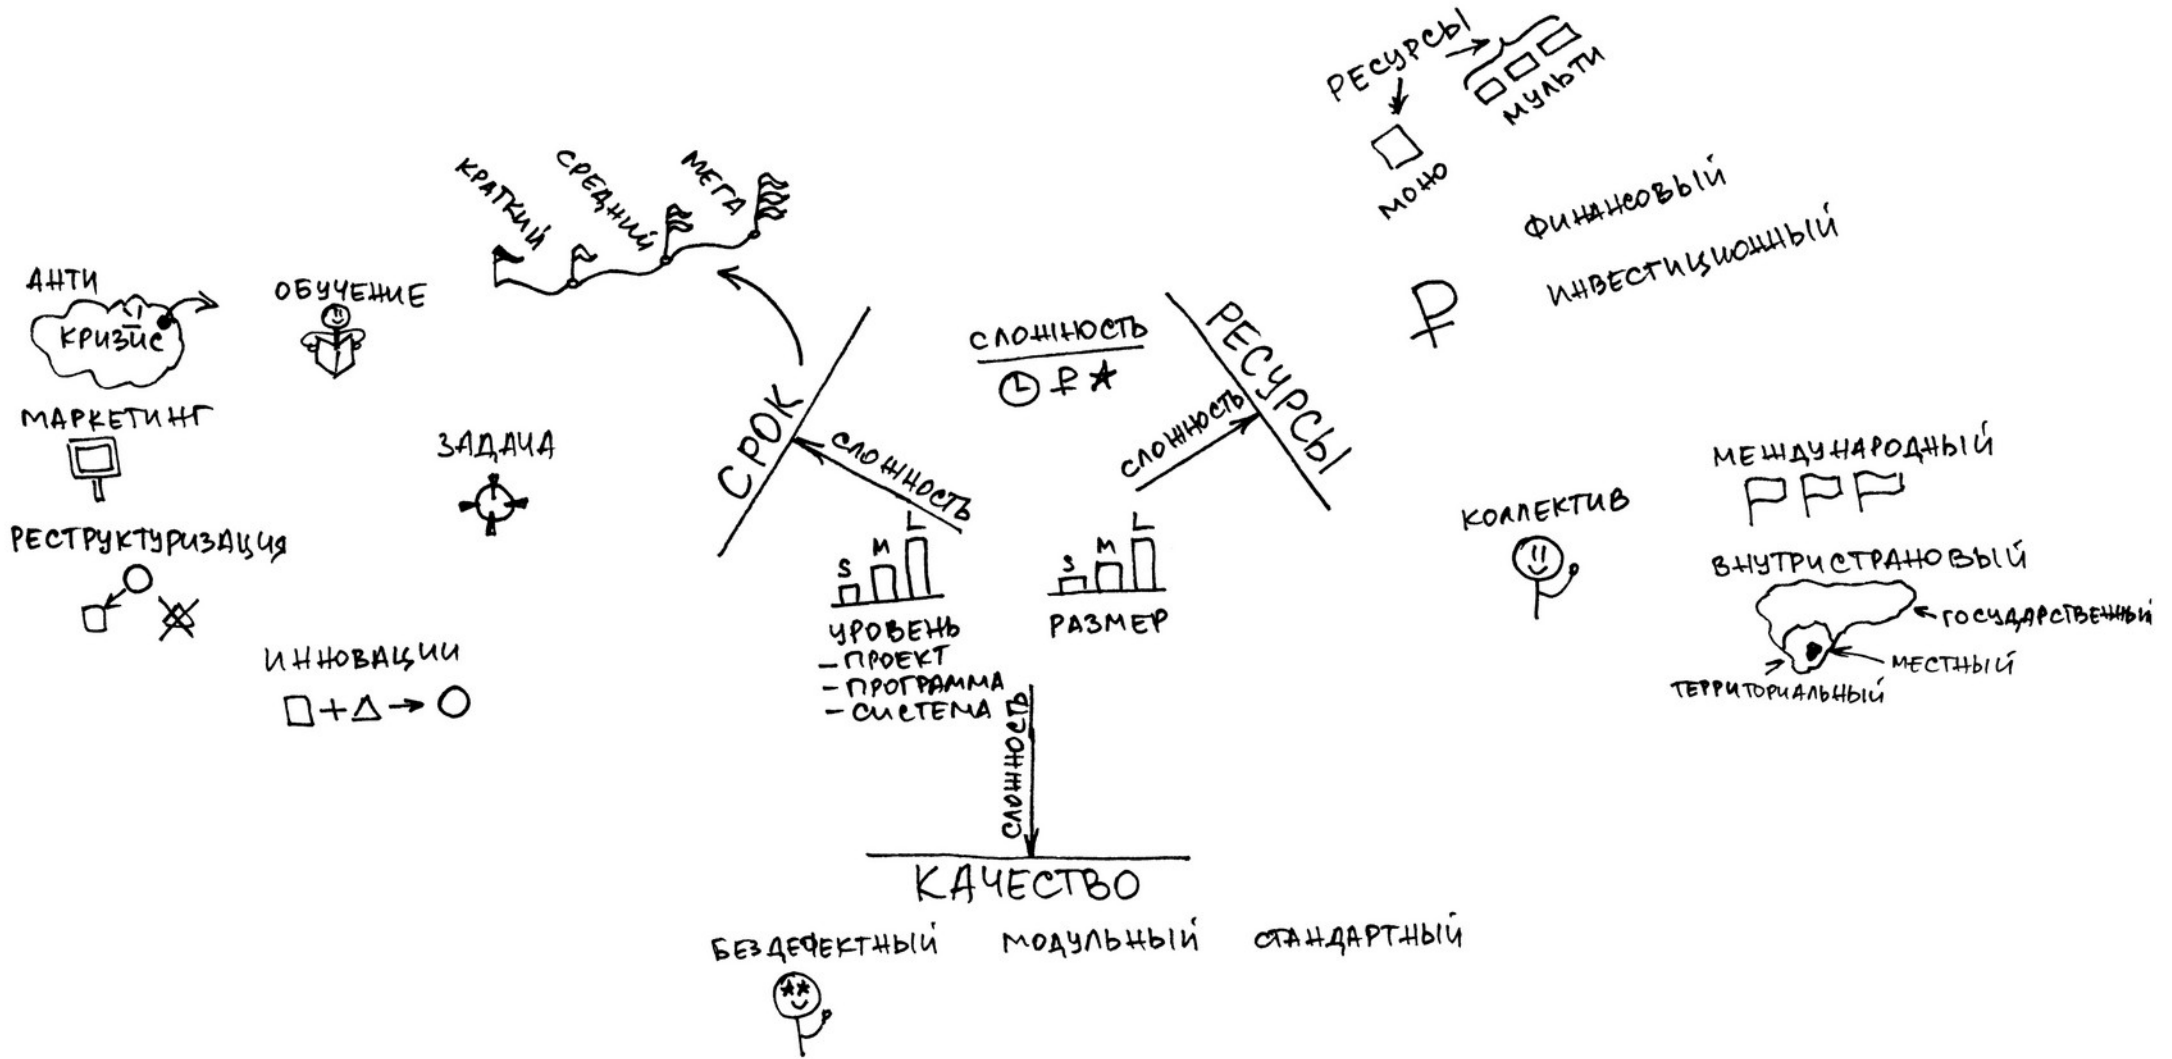 РЕСУРСЫ
МУЛЬТИ
МОНО
КРАТКИЙ
СРЕДНИЙ
МЕГА
ФИНАНСОВЫЙ
ИНВЕСТИЦИОННЫЙ
₽
АНТИ
КРИЗИС
ОБУЧЕНИЕ
МАРКЕТИНГ
ЗАДАЧА
РЕСТРУКТУРИЗАЦИЯ
ИННОВАЦИИ
СРОК
СЛОЖНОСТЬ
СЛОЖНОСТЬ
₽
РЕСУРСЫ
СЛОЖНОСТЬ
S M L
УРОВЕНЬ
- ПРОЕКТ
- ПРОГРАММА
- СИСТЕМА
S M L
РАЗМЕР
СЛОЖНОСТЬ
КОЛЛЕКТИВ
МЕЖДУНАРОДНЫЙ
ВНУТРИСТРАНОВЫЙ
ГОСУДАРСТВЕННЫЙ
МЕСТНЫЙ
ТЕРРИТОРИАЛЬНЫЙ
КАЧЕСТВО
БЕЗДЕФЕКТНЫЙ МОДУЛЬНЫЙ СТАНДАРТНЫЙ